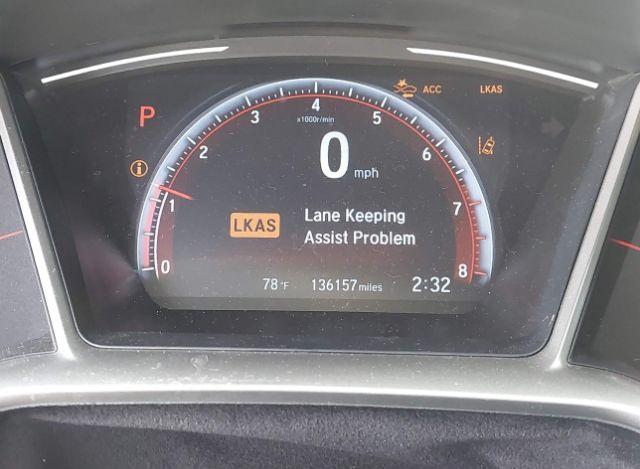 ACC LKAS
P
x1000r/min
0 1 2 3 4 5 6 7 8
0 mph
LKAS
Lane Keeping
Assist Problem
78°F 136157 miles 2:32